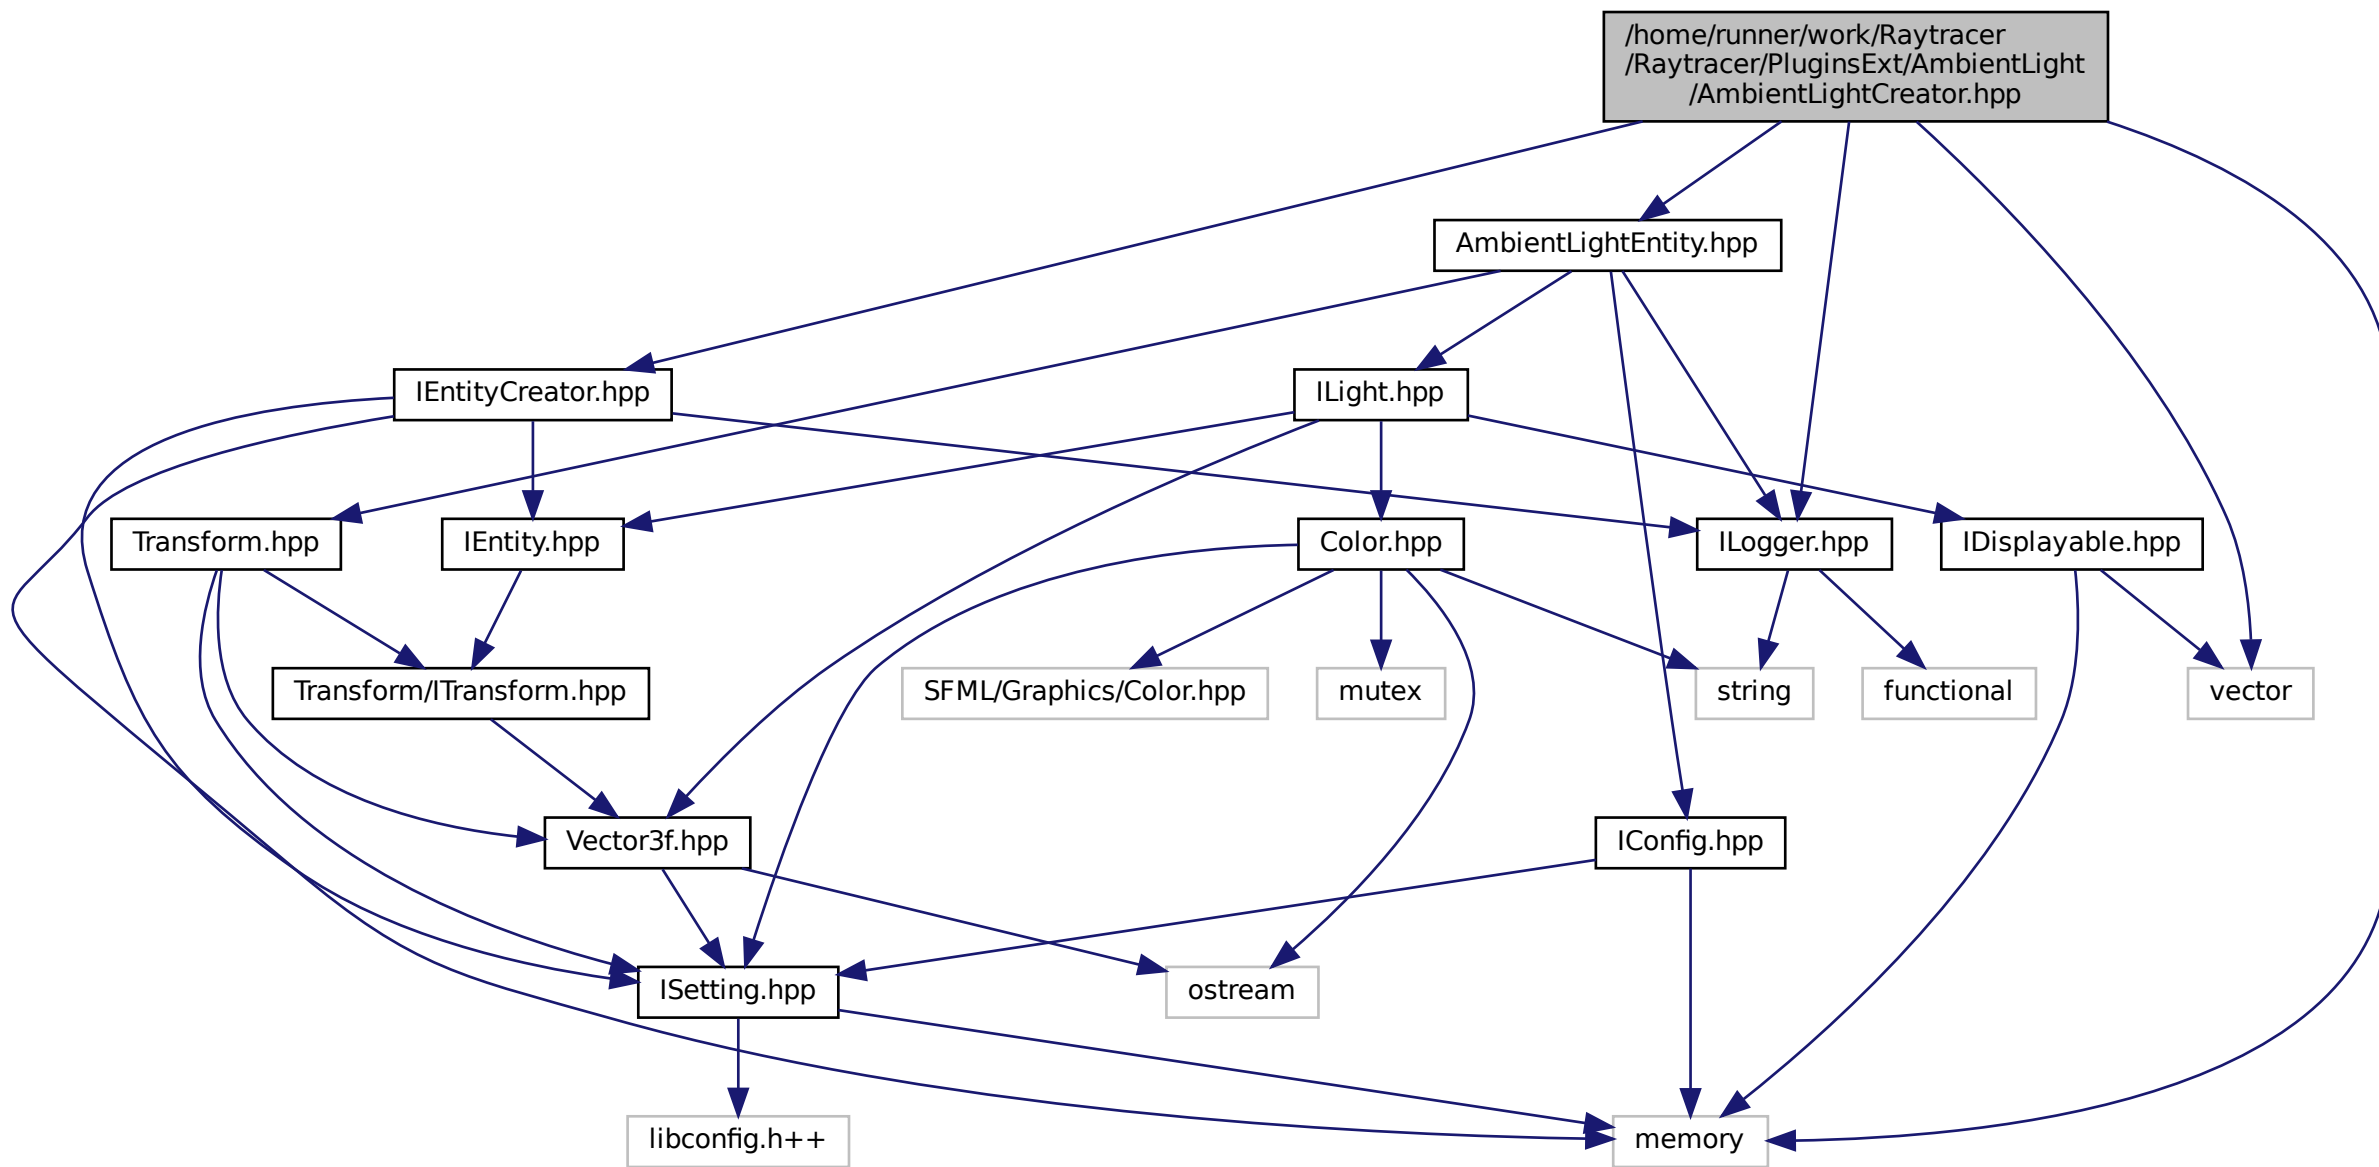 /home/runner/work/Raytracer
/Raytracer/PluginsExt/AmbientLight
/AmbientLightCreator.hpp
AmbientLightEntity.hpp
IEntityCreator.hpp
ILight.hpp
Transform.hpp
IEntity.hpp
Color.hpp
ILogger.hpp
IDisplayable.hpp
Transform/ITransform.hpp
SFML/Graphics/Color.hpp
mutex
string
functional
vector
Vector3f.hpp
IConfig.hpp
ISetting.hpp
ostream
libconfig.h++
memory